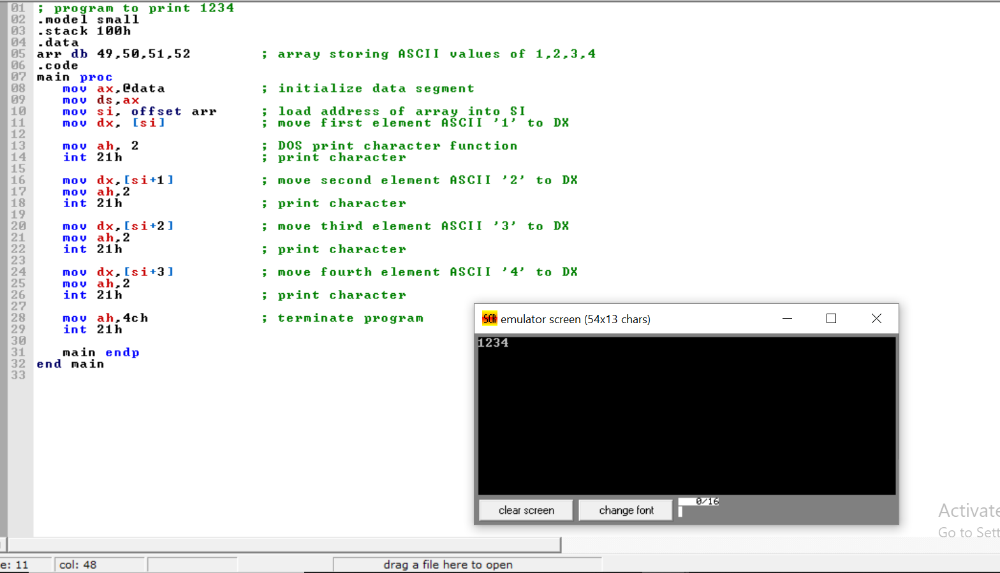 01 ; program to print 1234
02 .model small
03 .stack 100h
04 .data
05 arr db 49,50,51,52 ; array storing ASCII values of 1,2,3,4
06 .code
07 main proc
08 mov ax,@data ; initialize data segment
09 mov ds,ax
10 mov si, offset arr ; load address of array into SI
11 mov dx, [si] ; move first element ASCII '1' to DX
12
13 mov ah, 2 ; DOS print character function
14 int 21h ; print character
15
16 mov dx,[si+1] ; move second element ASCII '2' to DX
17 mov ah,2
18 int 21h ; print character
19
20 mov dx,[si+2] ; move third element ASCII '3' to DX
21 mov ah,2
22 int 21h ; print character
23
24 mov dx,[si+3] ; move fourth element ASCII '4' to DX
25 mov ah,2
26 int 21h ; print character
27
28 mov ah,4ch ; terminate program
29 int 21h
30
31 main endp
32 end main
33
SCR emulator screen (54x13 chars)
1234
clear screen change font 0/16
Activate
Go to Sett
e: 11 col: 48 drag a file here to open